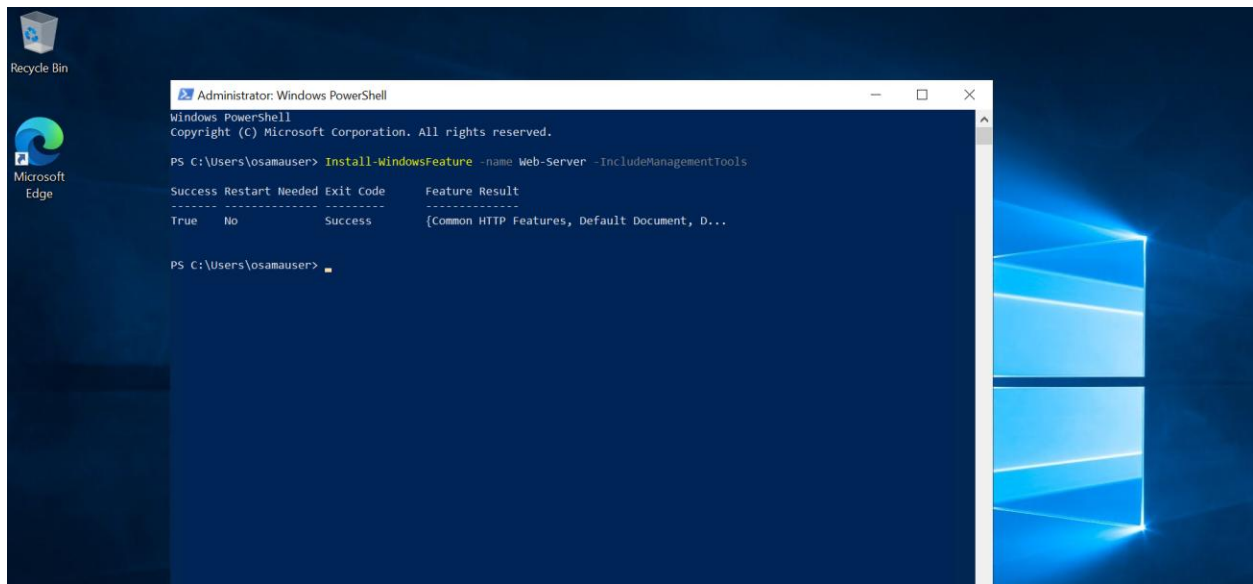 Recycle Bin
Microsoft
Edge
Administrator: Windows PowerShell
Windows PowerShell
Copyright (C) Microsoft Corporation. All rights reserved.
PS C:\Users\osamauser> Install-WindowsFeature -name Web-Server -IncludeManagementTools
Success Restart Needed Exit Code      Feature Result
------- -------------- ---------      --------------
True    No             Success        {Common HTTP Features, Default Document, D...
PS C:\Users\osamauser>